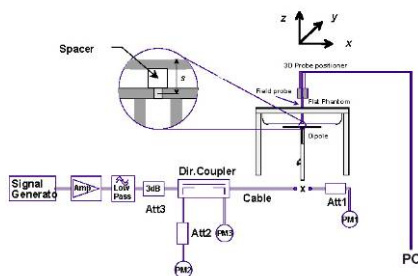 z
y
x
Spacer
s
3D Probe positioner
Field probe
Flat Phantom
Dipole
Signal
Generato
Amp
Low
Pass
3dB
Att3
Dir.Coupler
Cable
x
Att1
PM1
Att2
PM3
PM2
PC